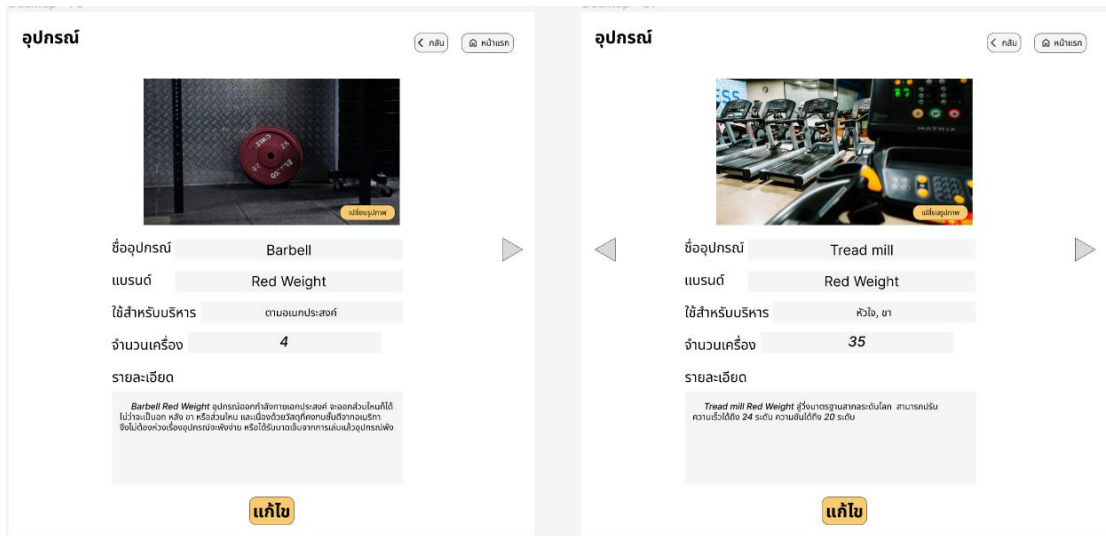 อุปกรณ์
กลับ
หน้าแรก
เปลี่ยนรูปภาพ
ชื่ออุปกรณ์ Barbell
แบรนด์ Red Weight
ใช้สำหรับบริหาร ตามอเนกประสงค์
จำนวนเครื่อง 4
รายละเอียด
Barbell Red Weight อุปกรณ์ออกกำลังกายเอกประสงค์ จะออกส่วนไหนก็ได้
ไม่ว่าจะเป็นอก หลัง ขา หรือส่วนไหน และเนื่องด้วยวัสดุที่คงทนชั้นดีจากอเมริกา
จึงไม่ต้องห่วงเรื่องอุปกรณ์จะพังง่าย หรือได้รับบาดเจ็บจากการเล่นแล้วอุปกรณ์พัง
แก้ไข
อุปกรณ์
กลับ
หน้าแรก
MATRIX
เปลี่ยนรูปภาพ
ชื่ออุปกรณ์ Tread mill
แบรนด์ Red Weight
ใช้สำหรับบริหาร หัวใจ, ขา
จำนวนเครื่อง 35
รายละเอียด
Tread mill Red Weight ลู่วิ่งมาตรฐานสากลระดับโลก สามารถปรับ
ความเร็วได้ถึง 24 ระดับ ความชันได้ถึง 20 ระดับ
แก้ไข